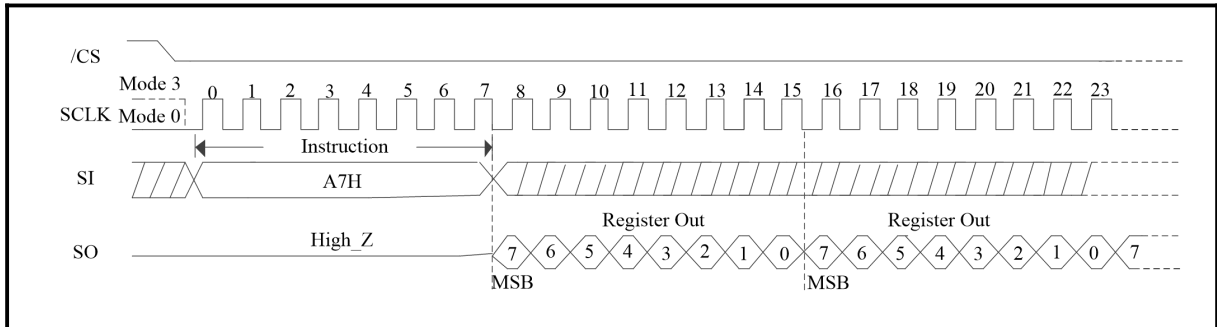 /CS
Mode 3
0 1 2 3 4 5 6 7 8 9 10 11 12 13 14 15 16 17 18 19 20 21 22 23
SCLK Mode 0
Instruction
SI
A7H
Register Out Register Out
High_Z
SO
7 6 5 4 3 2 1 0 7 6 5 4 3 2 1 0 7
MSB MSB